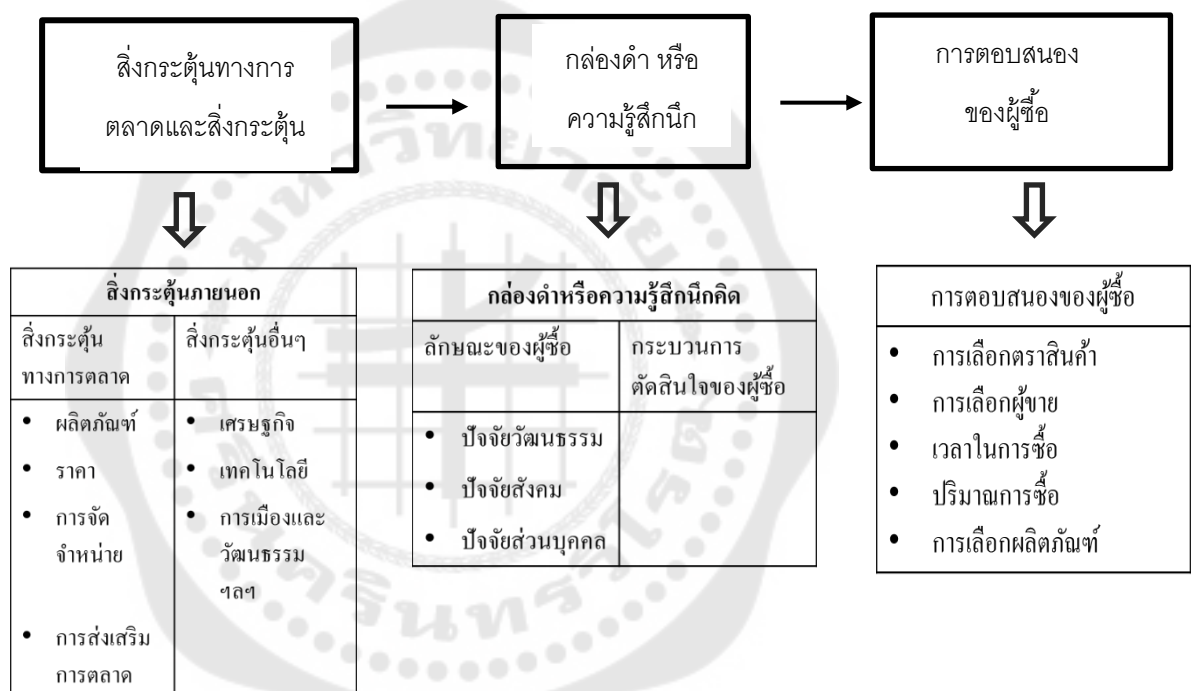 สิ่งกระตุ้นทางการ
ตลาดและสิ่งกระตุ้น
กล่องดำ หรือ
ความรู้สึกนึก
การตอบสนอง
ของผู้ซื้อ
สิ่งกระตุ้นภายนอก
สิ่งกระตุ้น
ทางการตลาด
สิ่งกระตุ้นอื่นๆ
• ผลิตภัณฑ์
• ราคา
• การจัด
จำหน่าย
• การส่งเสริม
การตลาด
• เศรษฐกิจ
• เทคโนโลยี
• การเมืองและ
วัฒนธรรม
ฯลฯ
กล่องดำหรือความรู้สึกนึกคิด
ลักษณะของผู้ซื้อ
กระบวนการ
ตัดสินใจของผู้ซื้อ
• ปัจจัยวัฒนธรรม
• ปัจจัยสังคม
• ปัจจัยส่วนบุคคล
การตอบสนองของผู้ซื้อ
• การเลือกตราสินค้า
• การเลือกผู้ขาย
• เวลาในการซื้อ
• ปริมาณการซื้อ
• การเลือกผลิตภัณฑ์